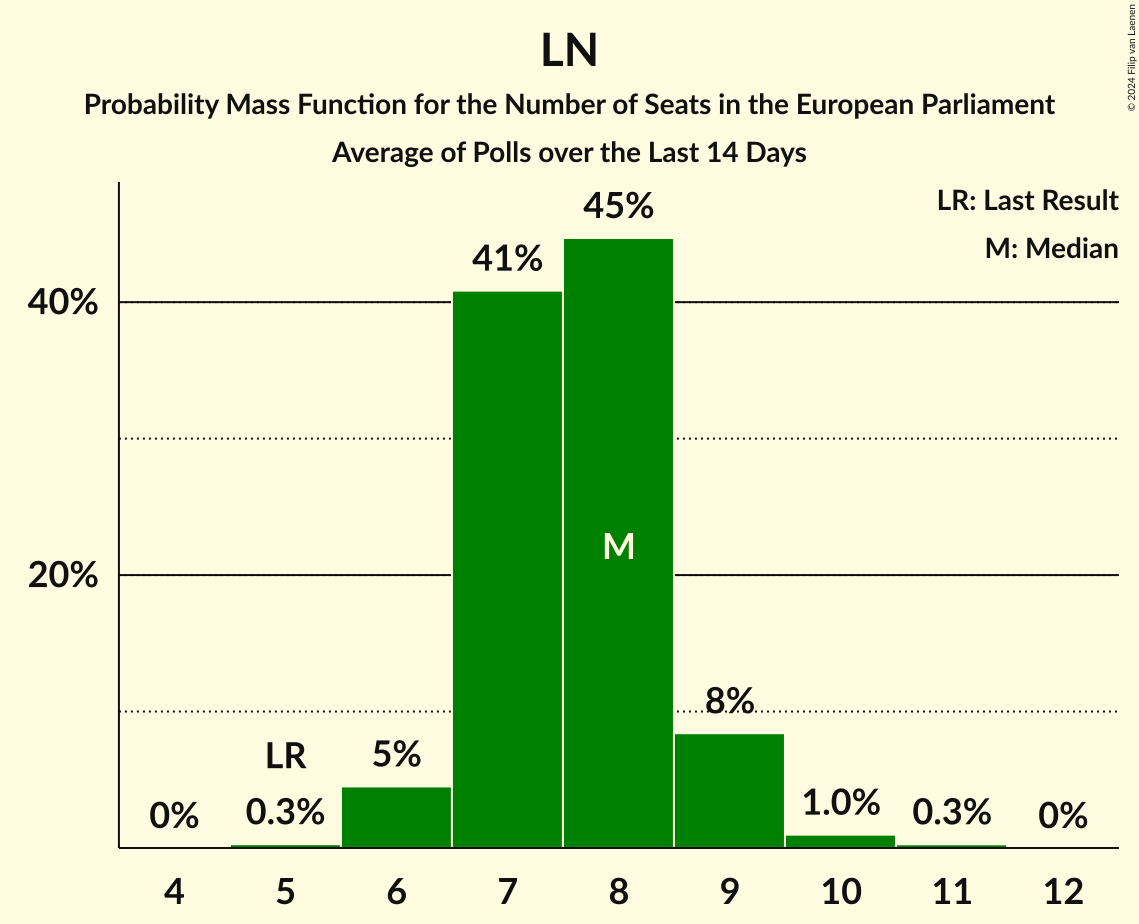 LN
Probability Mass Function for the Number of Seats in the European Parliament
Average of Polls over the Last 14 Days
© 2024 Filip van Laenen
LR: Last Result
M: Median
45%
41%
40%
M
20%
8%
LR
5%
0%
0.3%
1.0%
0.3%
0%
4 5 6 7 8 9 10 11 12